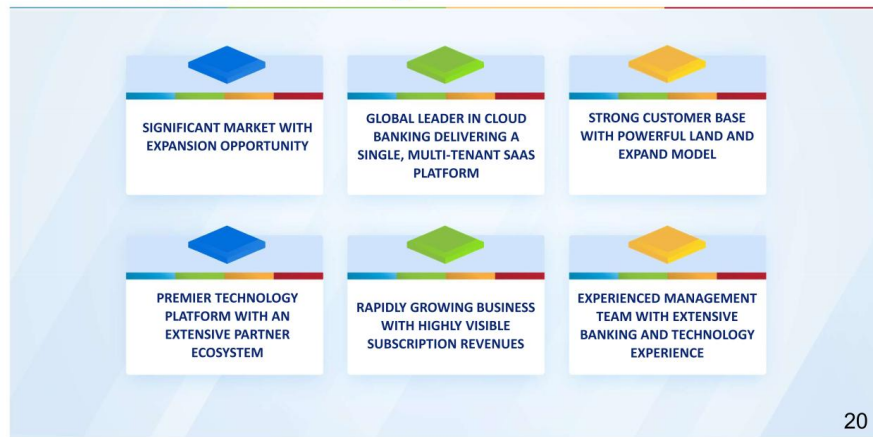 SIGNIFICANT MARKET WITH
EXPANSION OPPORTUNITY
GLOBAL LEADER IN CLOUD
BANKING DELIVERING A
SINGLE, MULTI-TENANT SAAS
PLATFORM
STRONG CUSTOMER BASE
WITH POWERFUL LAND AND
EXPAND MODEL
PREMIER TECHNOLOGY
PLATFORM WITH AN
EXTENSIVE PARTNER
ECOSYSTEM
RAPIDLY GROWING BUSINESS
WITH HIGHLY VISIBLE
SUBSCRIPTION REVENUES
EXPERIENCED MANAGEMENT
TEAM WITH EXTENSIVE
BANKING AND TECHNOLOGY
EXPERIENCE
20